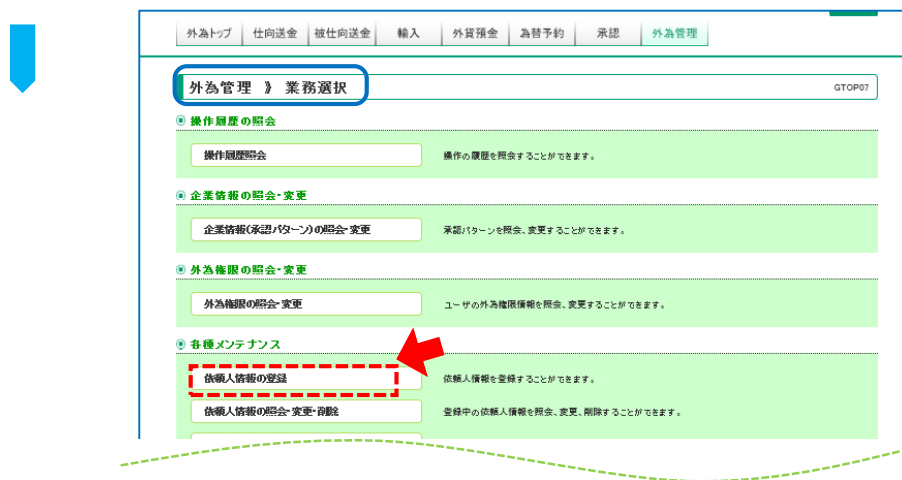 外為トップ 仕向送金 被仕向送金 輸入 外貨預金 為替予約 承認 外為管理
外為管理 》 業務選択 GTOP07
操作履歴の照会
操作履歴照会 操作の履歴を照会することができます。
企業情報の照会・変更
企業情報(承認パターン)の照会・変更 承認パターンを照会、変更することができます。
外為権限の照会・変更
外為権限の照会・変更 ユーザの外為権限情報を照会、変更することができます。
各種メンテナンス
依頼人情報の登録 依頼人情報を登録することができます。
依頼人情報の照会・変更・削除 登録中の依頼人情報を照会、変更、削除することができます。